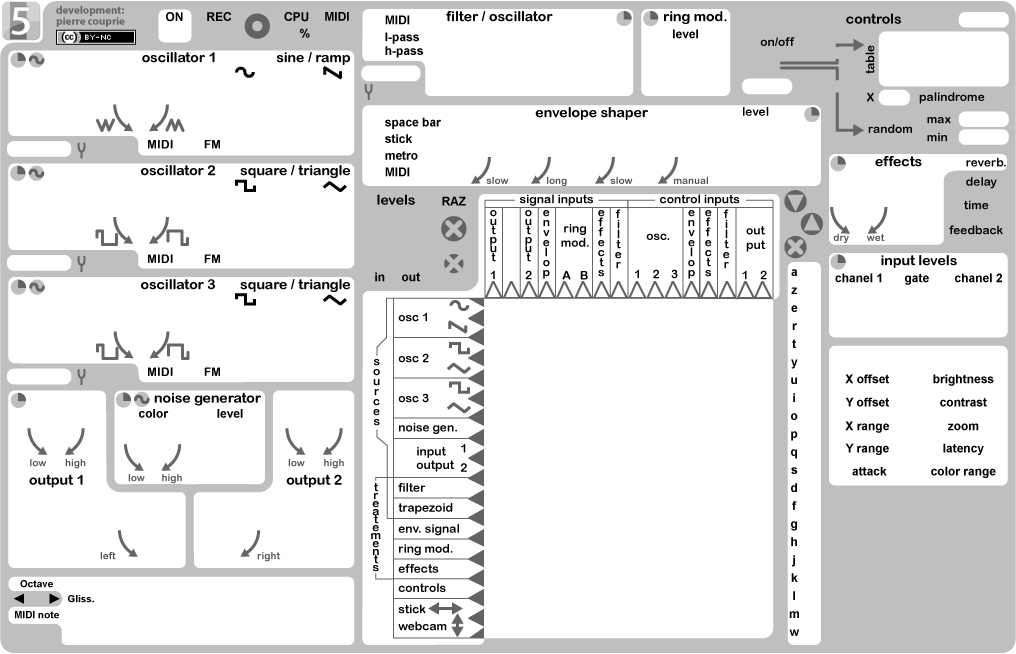 5
development:
pierre couprie
cc BY-NC
ON
REC
CPU
%
MIDI
oscillator 1
sine / ramp
MIDI
FM
oscillator 2
square / triangle
MIDI
FM
oscillator 3
square / triangle
MIDI
FM
noise generator
color
level
low
high
output 1
low
high
low
high
output 2
left
right
Octave
Gliss.
MIDI note
MIDI
l-pass
h-pass
filter / oscillator
ring mod.
level
on/off
controls
table
X
palindrome
random
max
min
envelope shaper
level
space bar
stick
metro
MIDI
slow
long
slow
manual
levels
RAZ
in
out
signal inputs
control inputs
output 1
output 2
envelop
ring mod.
A
B
effects
filter
osc.
1
2
3
envelop
effects
filter
out
put
1
2
sources
osc 1
osc 2
osc 3
noise gen.
input 1
output 2
treatements
filter
trapezoid
env. signal
ring mod.
effects
controls
stick
webcam
a
z
e
r
t
y
u
i
o
p
q
s
d
f
g
h
j
k
l
m
w
effects
reverb.
delay
time
feedback
dry
wet
input levels
chanel 1
gate
chanel 2
X offset
brightness
Y offset
contrast
X range
zoom
Y range
latency
attack
color range